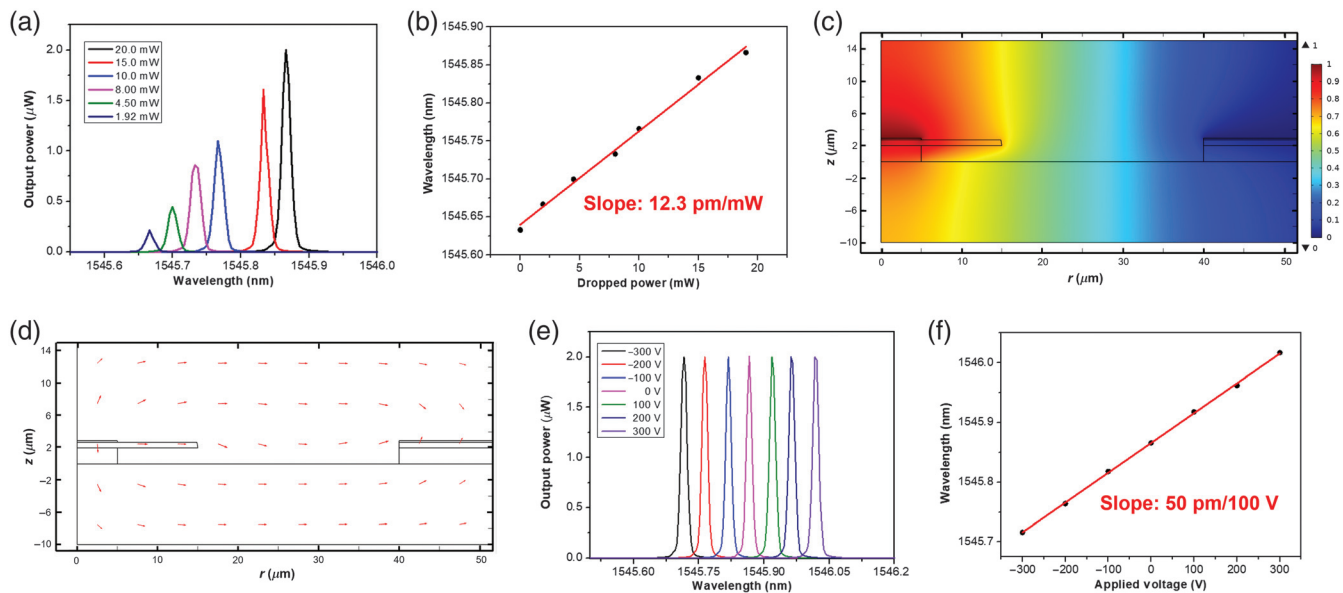 (a)
Output power (μW)
2.0
1.5
1.0
0.5
0.0
20.0 mW
15.0 mW
10.0 mW
8.00 mW
4.50 mW
1.92 mW
1545.6
1545.7
1545.8
1545.9
1546.0
Wavelength (nm)
(b)
Wavelength (nm)
1545.90
1545.80
1545.75
1545.70
1545.65
1545.60
Slope: 12.3 pm/mW
0
5
10
15
20
Dropped power (mW)
(c)
z (μm)
14
10
6
2
−2
−6
−10
0
10
20
30
40
50
r (μm)
▲ 1
1
0.9
0.8
0.7
0.6
0.5
0.4
0.3
0.2
0.1
0
▼ 0
(d)
z (μm)
14
10
6
2
−2
−6
−10
0
10
20
30
40
50
r (μm)
(e)
Output power (μW)
2.0
1.5
1.0
0.5
0.0
−300 V
−200 V
−100 V
0 V
100 V
200 V
300 V
1545.60
1545.75
1545.90
1546.05
1546.2
Wavelength (nm)
(f)
Wavelength (nm)
1546.0
1545.9
1545.8
1545.7
Slope: 50 pm/100 V
−300
−200
−100
0
100
200
300
Applied voltage (V)